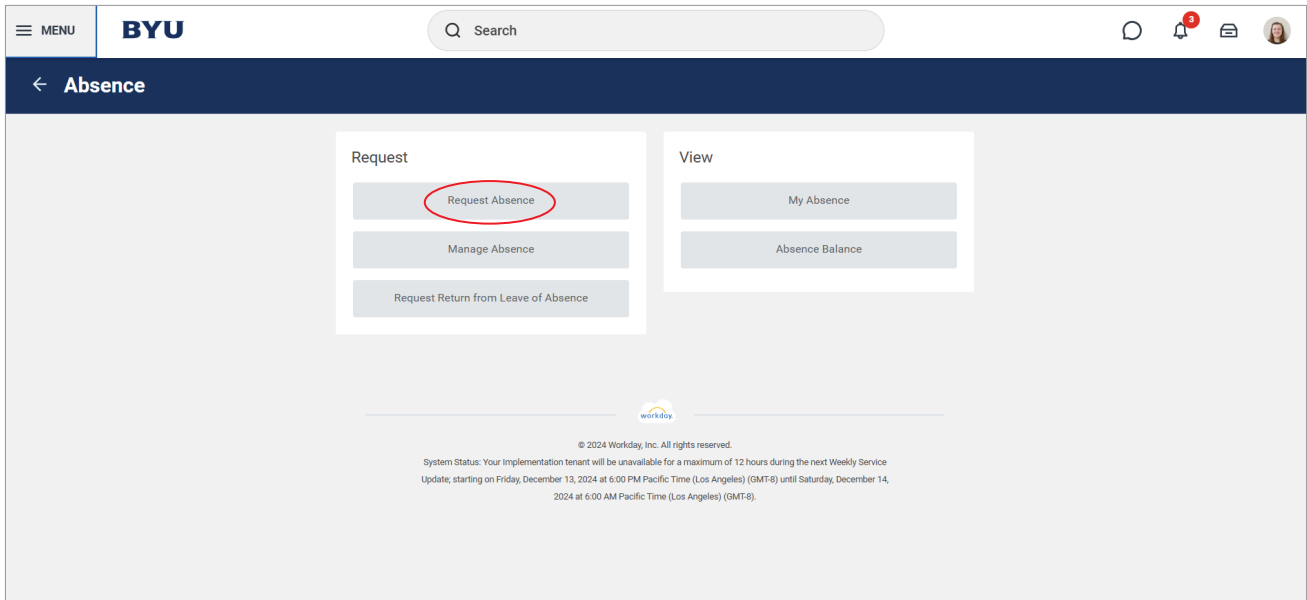 MENU
BYU
Search
3
Absence
Request
Request Absence
Manage Absence
Request Return from Leave of Absence
View
My Absence
Absence Balance
workday.
© 2024 Workday, Inc. All rights reserved.
System Status: Your Implementation tenant will be unavailable for a maximum of 12 hours during the next Weekly Service
Update; starting on Friday, December 13, 2024 at 6:00 PM Pacific Time (Los Angeles) (GMT-8) until Saturday, December 14,
2024 at 6:00 AM Pacific Time (Los Angeles) (GMT-8).